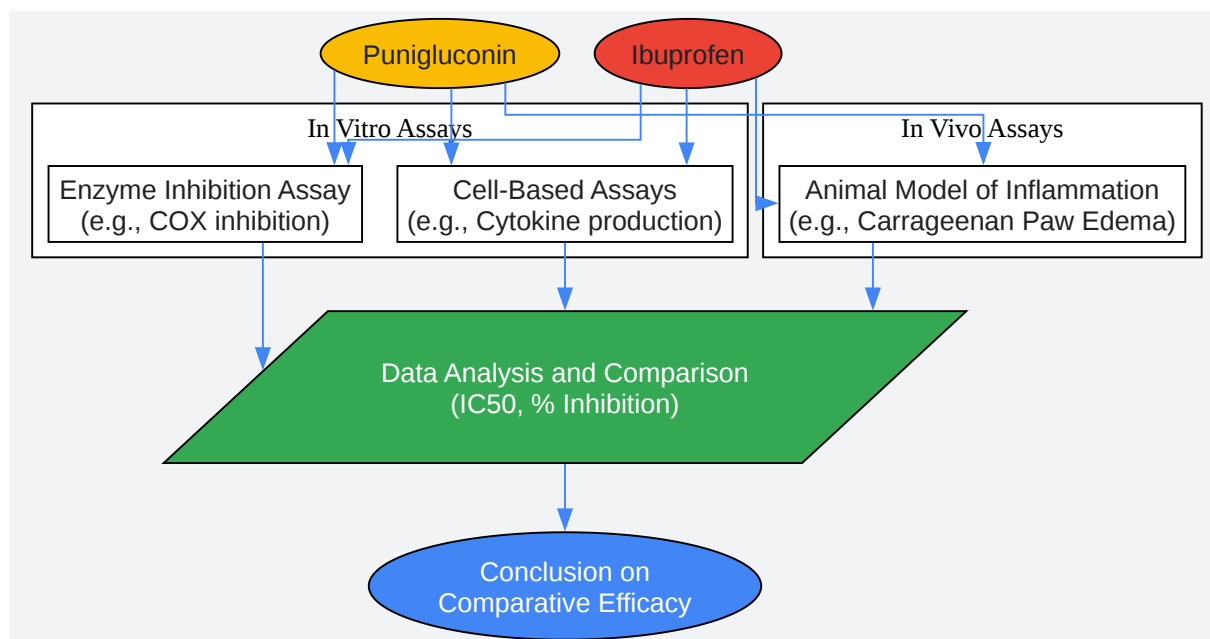 Punigluconin
Ibuprofen
In Vitro Assays
In Vivo Assays
Enzyme Inhibition Assay
(e.g., COX inhibition)
Cell-Based Assays
(e.g., Cytokine production)
Animal Model of Inflammation
(e.g., Carrageenan Paw Edema)
Data Analysis and Comparison
(IC50, % Inhibition)
Conclusion on
Comparative Efficacy